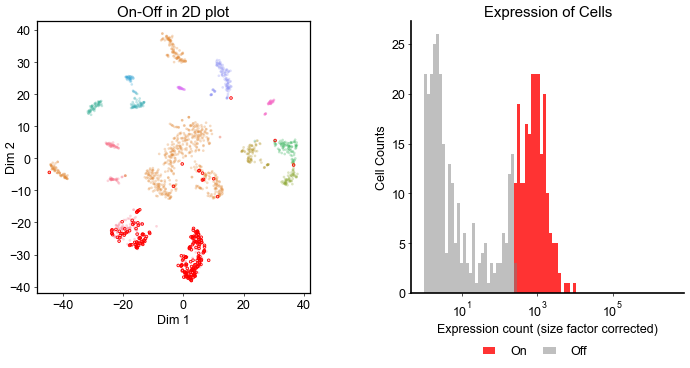 On-Off in 2D plot
Expression of Cells
40
30
20
10
0
−10
−20
−30
−40
Dim 2
−40
−20
0
20
40
Dim 1
25
20
15
10
5
0
Cell Counts
10^1
10^3
10^5
Expression count (size factor corrected)
On
Off